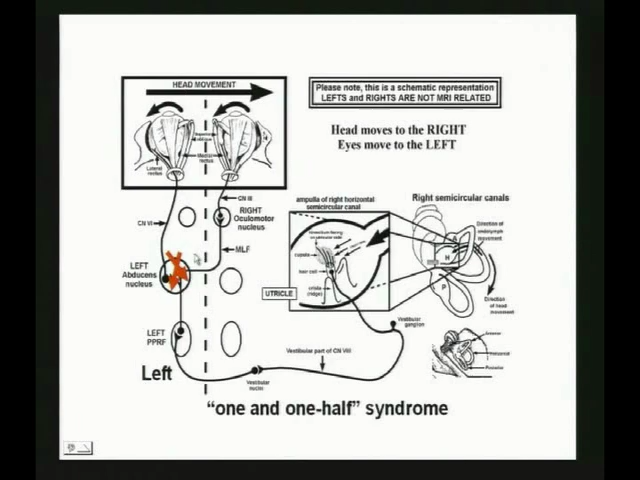 HEAD MOVEMENT
Please note, this is a schematic representation
LEFTS and RIGHTS ARE NOT MRI RELATED
Head moves to the RIGHT
Eyes move to the LEFT
Lateral
rectus
Medial
rectus
CN III
CN VI
RIGHT
Oculomotor
nucleus
MLF
LEFT
Abducens
nucleus
LEFT
PPRF
Left
ampulla of right horizontal
semicircular canal
cupula
hair cell
crista
(ridge)
UTRICLE
Right semicircular canals
Direction of
endolymph
movement
A
H
P
Direction
of head
movement
Vestibular
ganglion
Vestibular part of CN VIII
Vestibular
nuclei
Anterior
Horizontal
Posterior
“one and one-half” syndrome